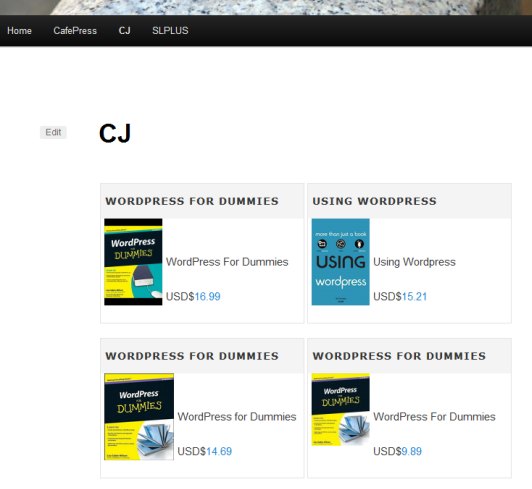 Home CafePress CJ SLPLUS
Edit
CJ
WORDPRESS FOR DUMMIES
WordPress
FOR
DUMMIES
WordPress For Dummies
USD$16.99
USING WORDPRESS
more than just a book
USING
wordpress
Using Wordpress
USD$15.21
WORDPRESS FOR DUMMIES
WordPress
FOR
DUMMIES
WordPress for Dummies
USD$14.69
WORDPRESS FOR DUMMIES
WordPress
FOR
DUMMIES
WordPress For Dummies
USD$9.89